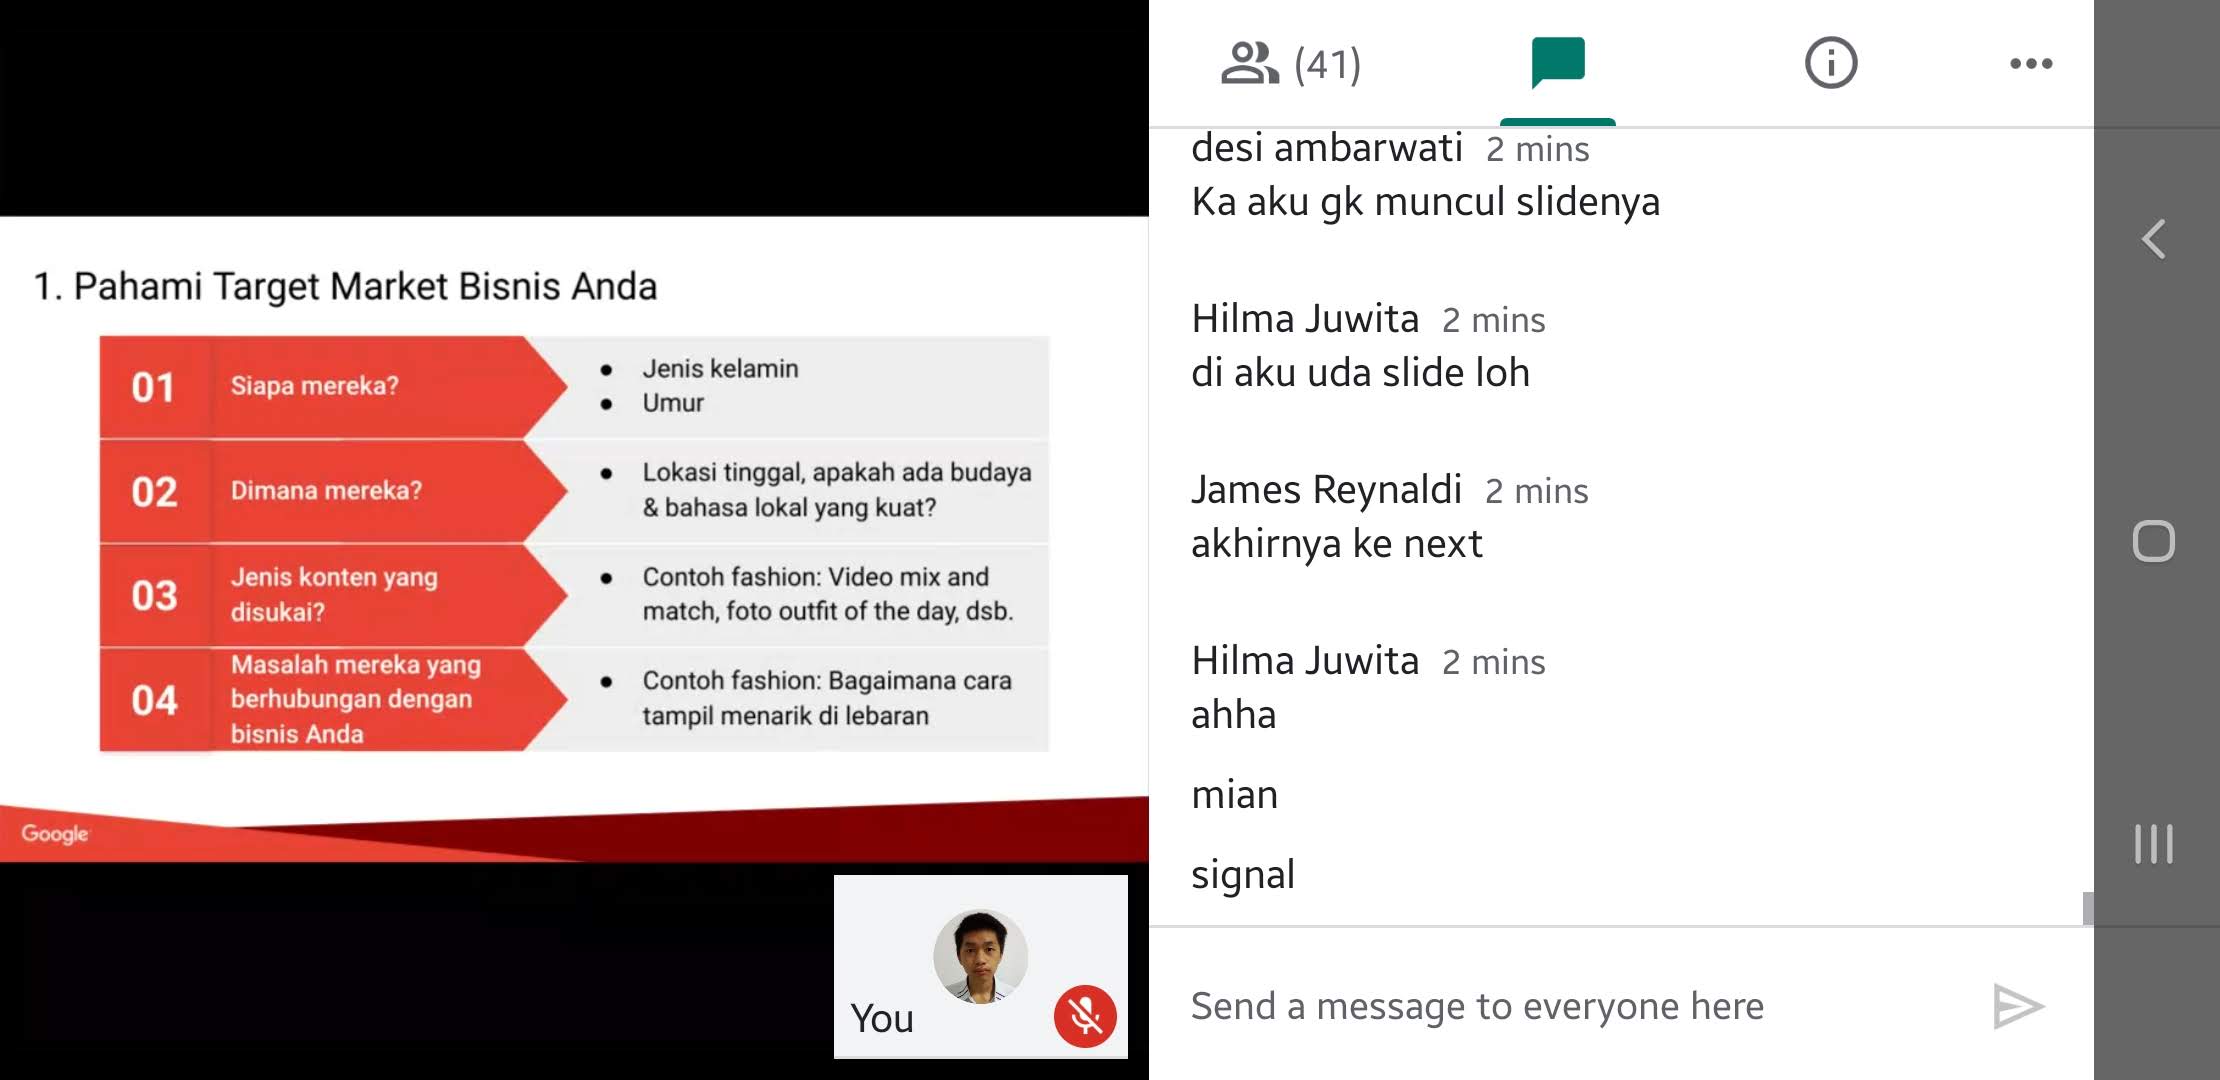 1. Pahami Target Market Bisnis Anda
01
Siapa mereka?
Jenis kelamin
Umur
02
Dimana mereka?
Lokasi tinggal, apakah ada budaya
& bahasa lokal yang kuat?
03
Jenis konten yang
disukai?
Contoh fashion: Video mix and
match, foto outfit of the day, dsb.
04
Masalah mereka yang
berhubungan dengan
bisnis Anda
Contoh fashion: Bagaimana cara
tampil menarik di lebaran
Google
You
(41)
desi ambarwati 2 mins
Ka aku gk muncul slidenya
Hilma Juwita 2 mins
di aku uda slide loh
James Reynaldi 2 mins
akhirnya ke next
Hilma Juwita 2 mins
ahha
mian
signal
Send a message to everyone here